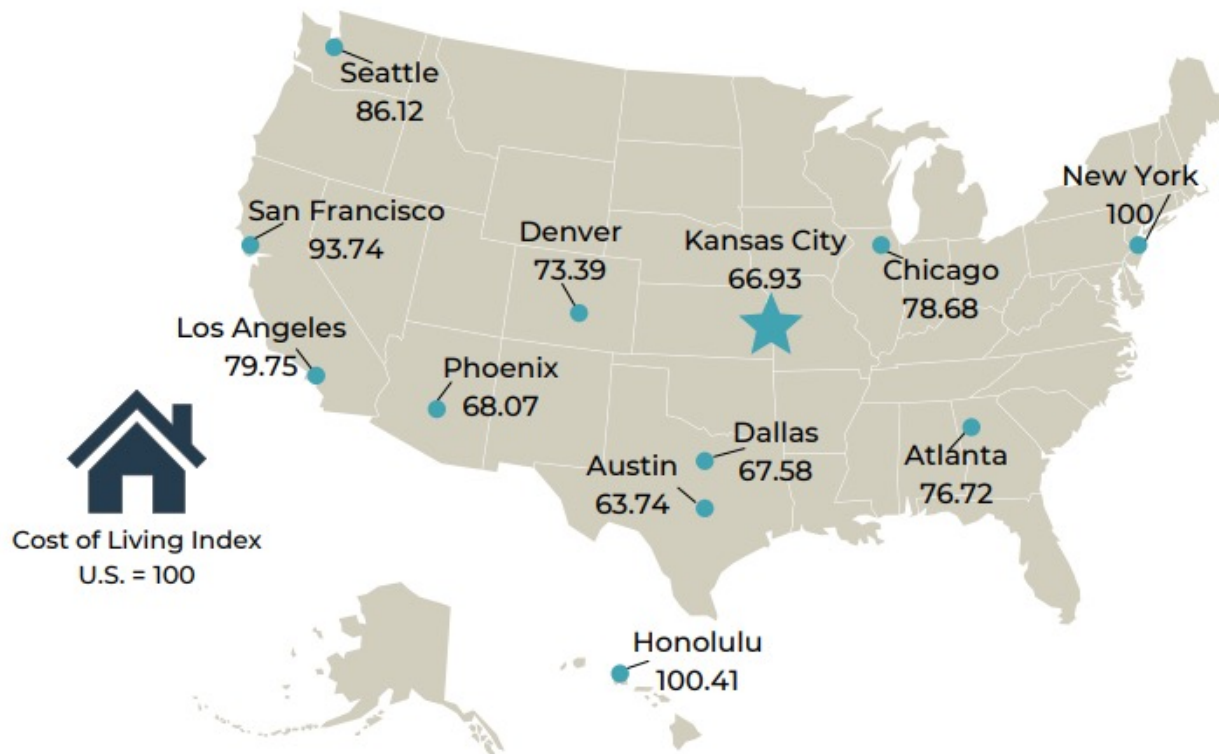 Seattle
86.12
New York
100
San Francisco
93.74
Denver
73.39
Kansas City
66.93
Chicago
78.68
Los Angeles
79.75
Phoenix
68.07
Dallas
67.58
Austin
63.74
Atlanta
76.72
Cost of Living Index
U.S. = 100
Honolulu
100.41